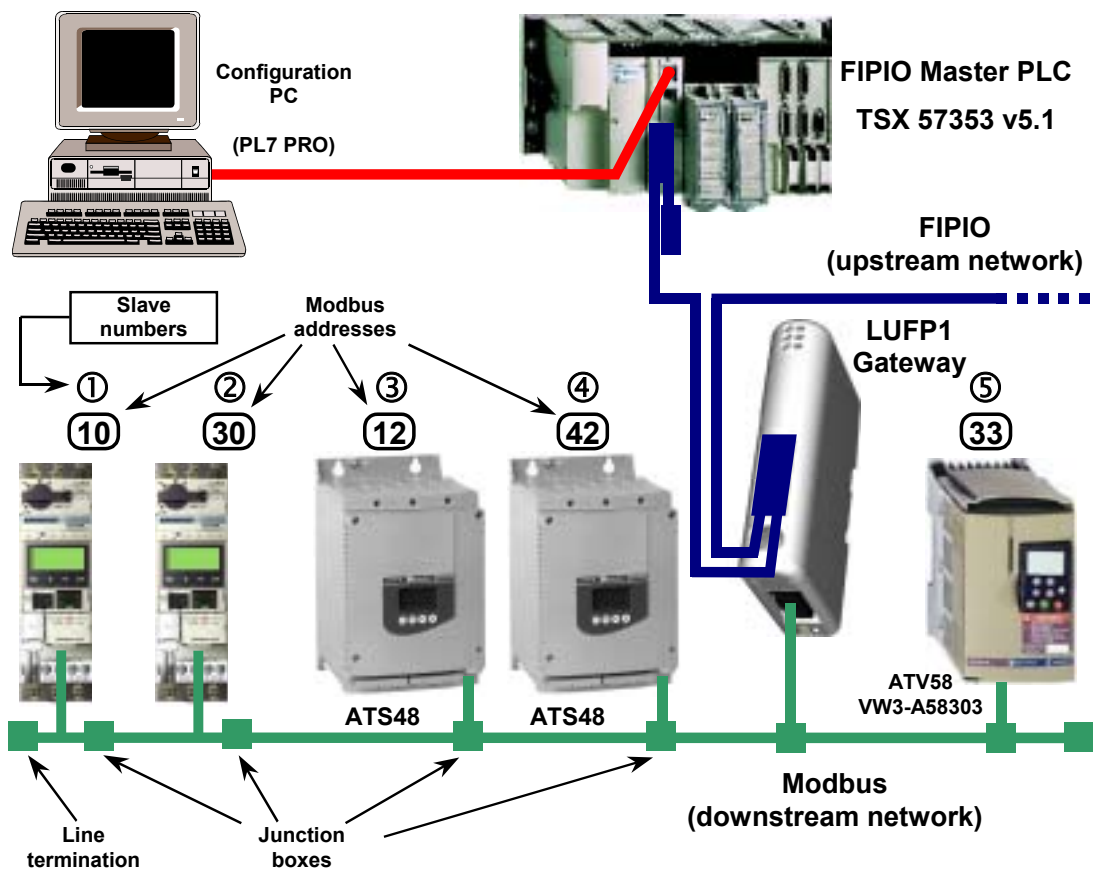 Configuration
PC
(PL7 PRO)
FIPIO Master PLC
TSX 57353 v5.1
FIPIO
(upstream network)
Slave
numbers
Modbus
addresses
LUFP1
Gateway
①
②
③
④
⑤
10
30
12
42
33
ATS48
ATS48
ATV58
VW3-A58303
Modbus
(downstream network)
Line
termination
Junction
boxes